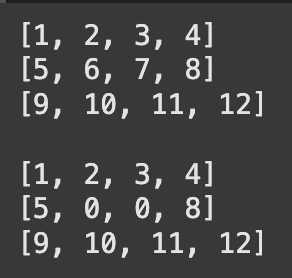 [1, 2, 3, 4]
[5, 6, 7, 8]
[9, 10, 11, 12]

[1, 2, 3, 4]
[5, 0, 0, 8]
[9, 10, 11, 12]